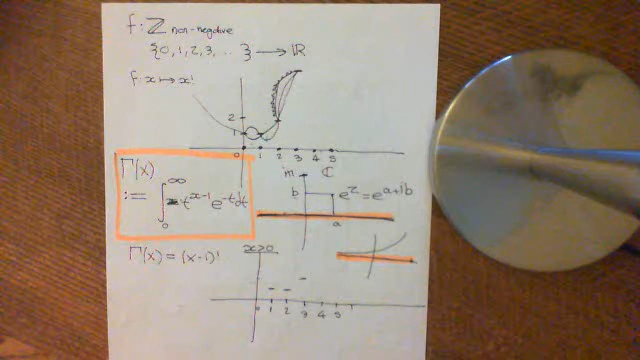 f: ℤ non-negative
{0, 1, 2, 3, ... } → ℝ
f: x ↦ x!
2
1
0 1 2 3 4 5
Γ(x)
:= ∫₀^∞ t^{x-1} e^{-t} dt
im ℂ
b e^z = e^{a+ib}
a
Γ(x) = (x-1)!
x>0
0 1 2 3 4 5